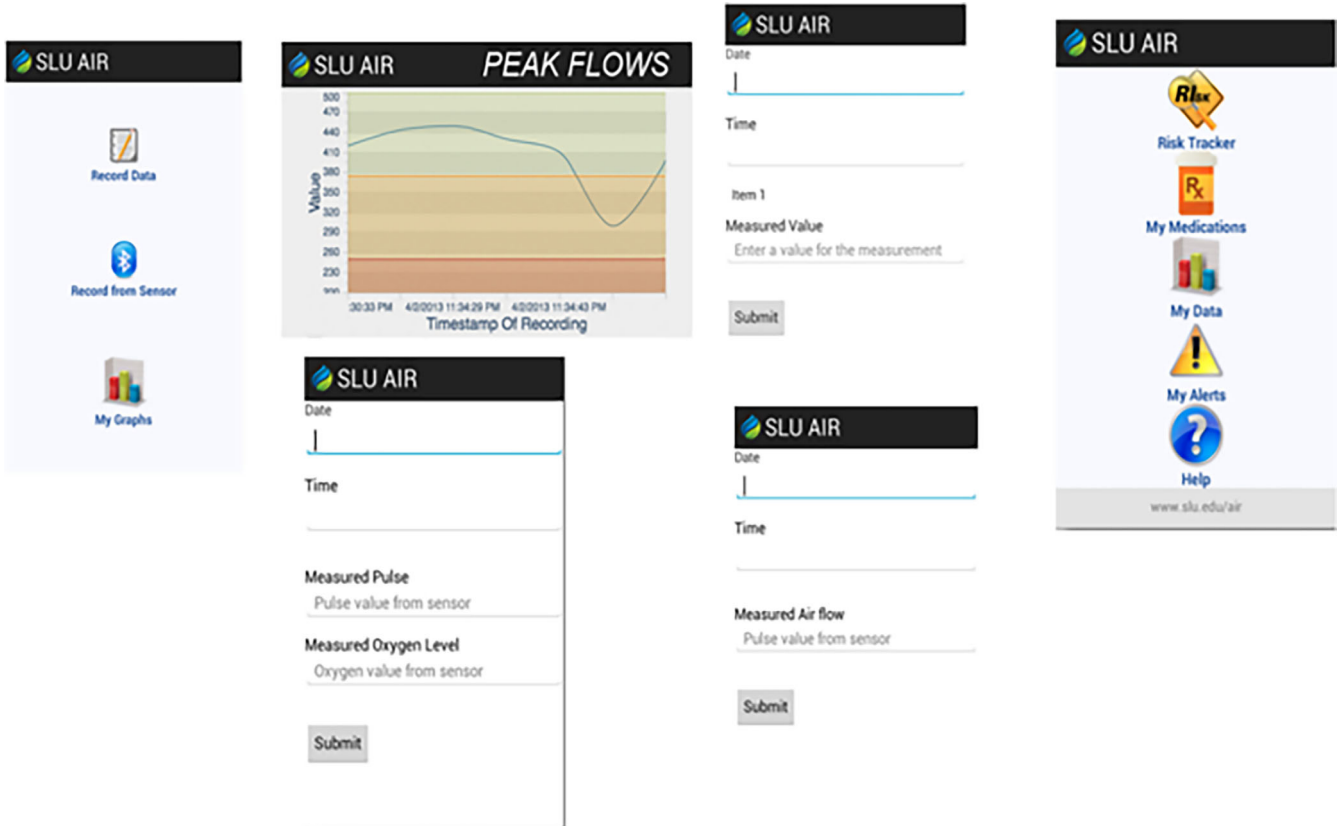 SLU AIR
Record Data
Record from Sensor
My Graphs
SLU AIR
PEAK FLOWS
500
470
440
410
380
350
320
290
260
230
200
Value
:30:33 PM 4/2/2013 11:34:29 PM 4/2/2013 11:34:43 PM
Timestamp Of Recording
SLU AIR
Date
Time
Measured Pulse
Pulse value from sensor
Measured Oxygen Level
Oxygen value from sensor
Submit
SLU AIR
Date
Time
Item 1
Measured Value
Enter a value for the measurement
Submit
SLU AIR
Date
Time
Measured Air flow
Pulse value from sensor
Submit
SLU AIR
RISK
Risk Tracker
Rx
My Medications
My Data
!
My Alerts
?
Help
www.slu.edu/air